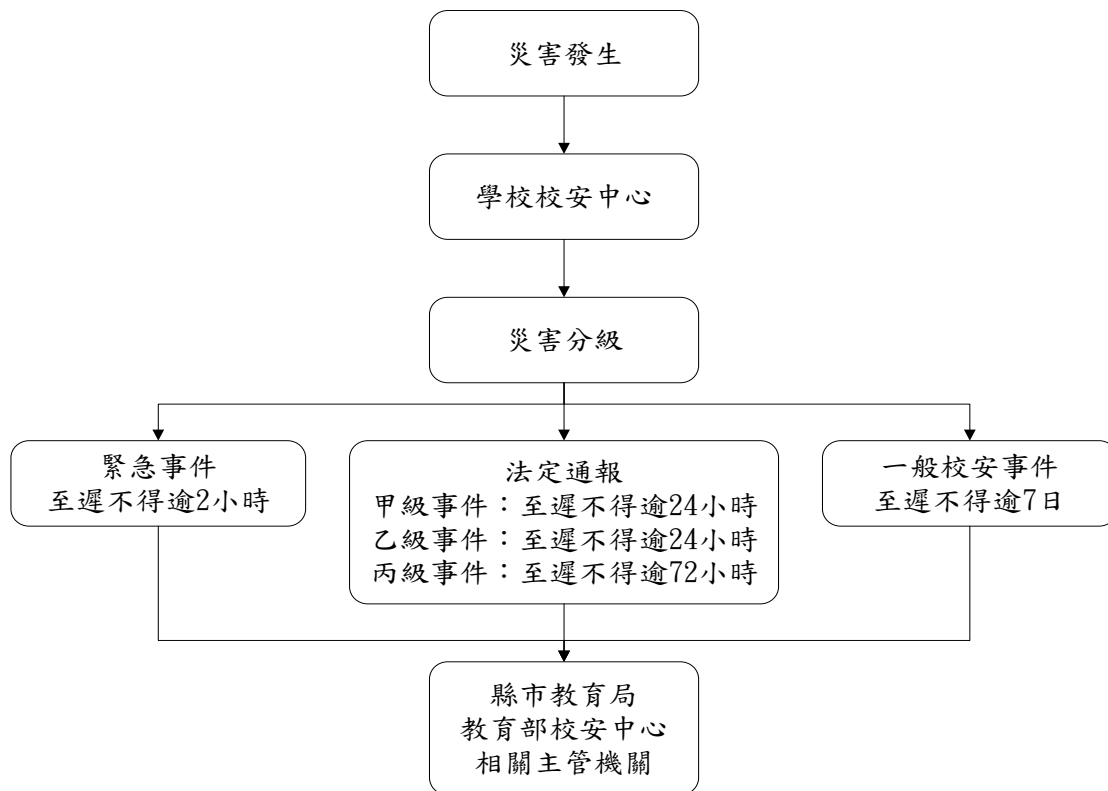 災害發生
學校校安中心
災害分級
緊急事件
至遲不得逾2小時
法定通報
甲級事件：至遲不得逾24小時
乙級事件：至遲不得逾24小時
丙級事件：至遲不得逾72小時
一般校安事件
至遲不得逾7日
縣市教育局
教育部校安中心
相關主管機關